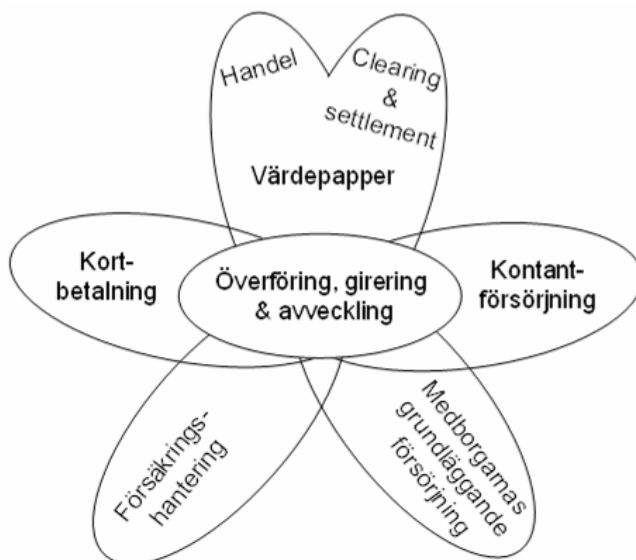 Handel
Clearing
&
settlement
Värdepapper
Kort-
betalning
Överföring, girering
& avveckling
Kontant-
försörjning
Försäkrings-
hantering
Medborgarnas
grundläggande
försörjning